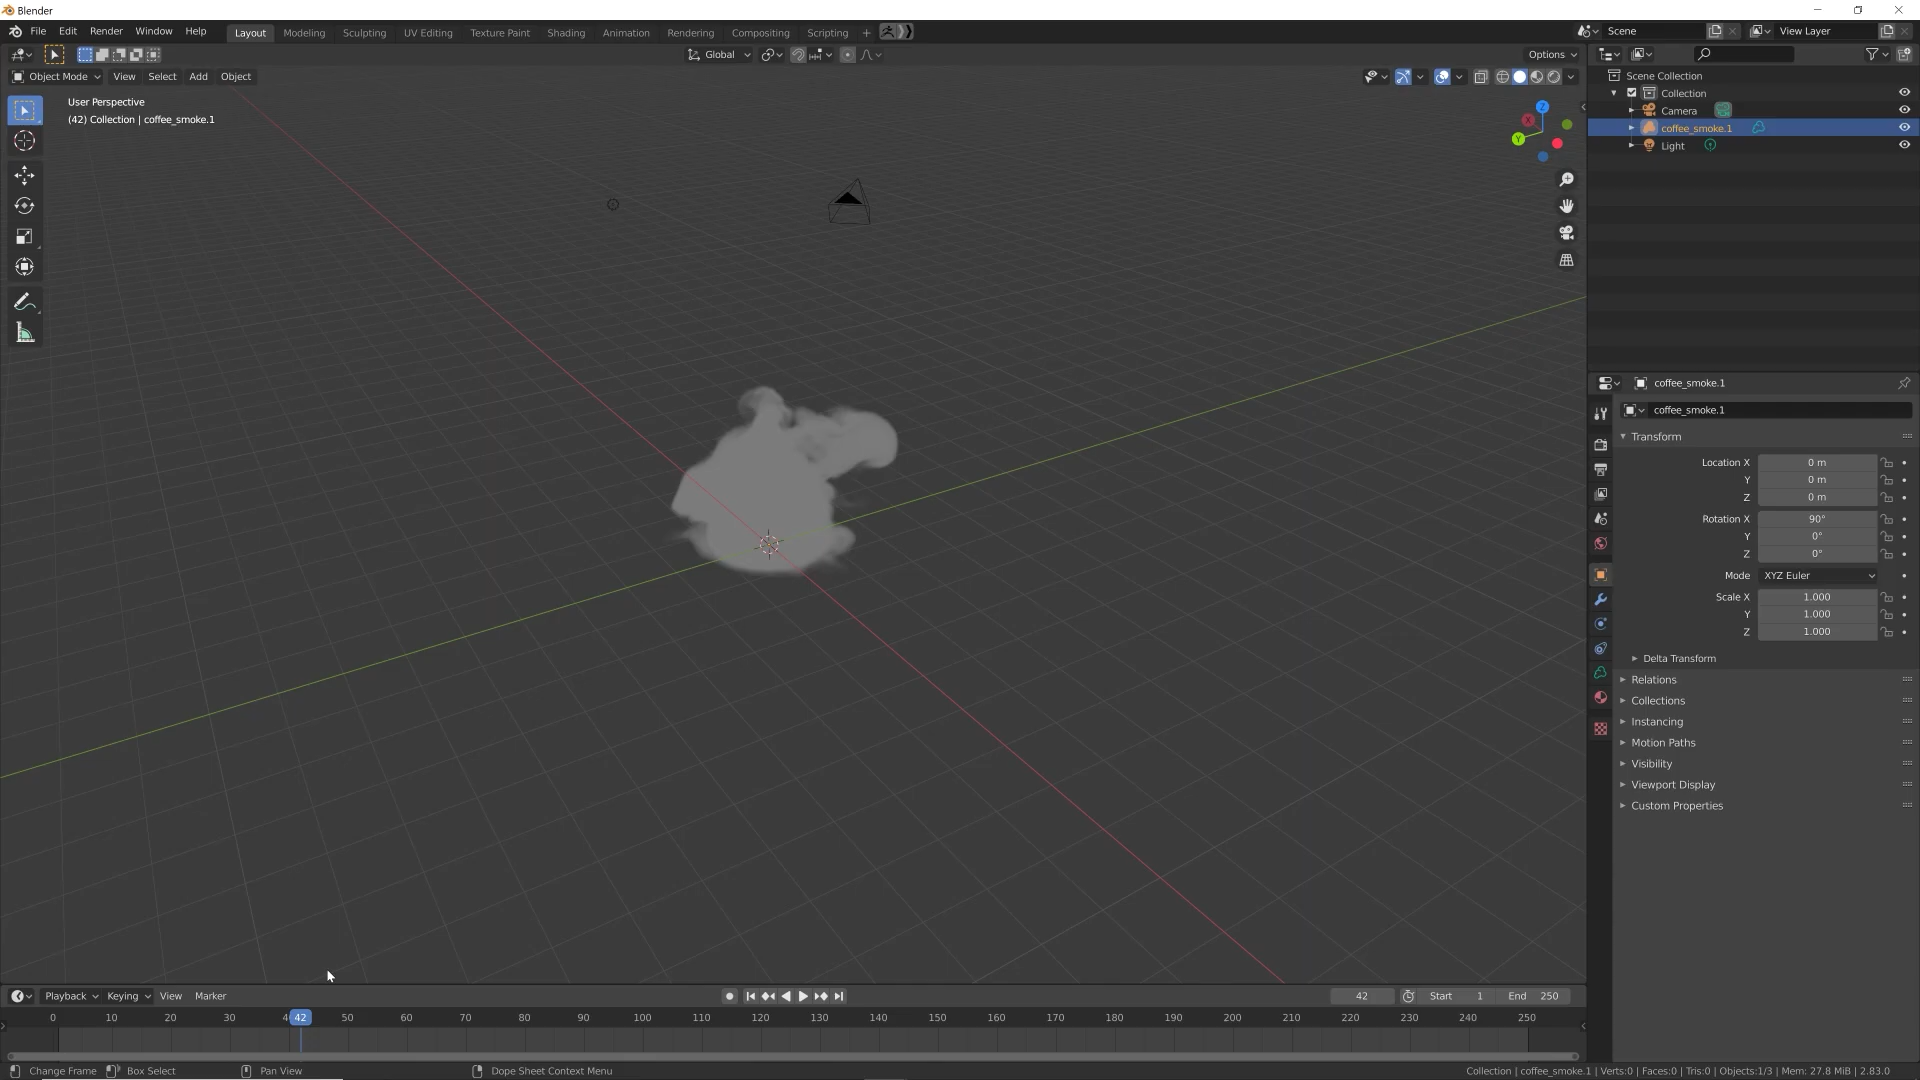 Blender
File Edit Render Window Help Layout Modeling Sculpting UV Editing Texture Paint Shading Animation Rendering Compositing Scripting + Scene View Layer
Global Options
Object Mode View Select Add Object
User Perspective
(42) Collection | coffee_smoke.1
Z
X
Y
Scene Collection
Collection
Camera
coffee_smoke.1
Light
coffee_smoke.1
coffee_smoke.1
Transform
Location X 0 m
Y 0 m
Z 0 m
Rotation X 90°
Y 0°
Z 0°
Mode XYZ Euler
Scale X 1.000
Y 1.000
Z 1.000
Delta Transform
Relations
Collections
Instancing
Motion Paths
Visibility
Viewport Display
Custom Properties
Playback Keying View Marker 42 Start 1 End 250
0 10 20 30 4 42 50 60 70 80 90 100 110 120 130 140 150 160 170 180 190 200 210 220 230 240 250
Change Frame Box Select Pan View Dope Sheet Context Menu Collection | coffee_smoke.1 | Verts:0 | Faces:0 | Tris:0 | Objects:1/3 | Mem: 27.8 MiB | 2.83.0